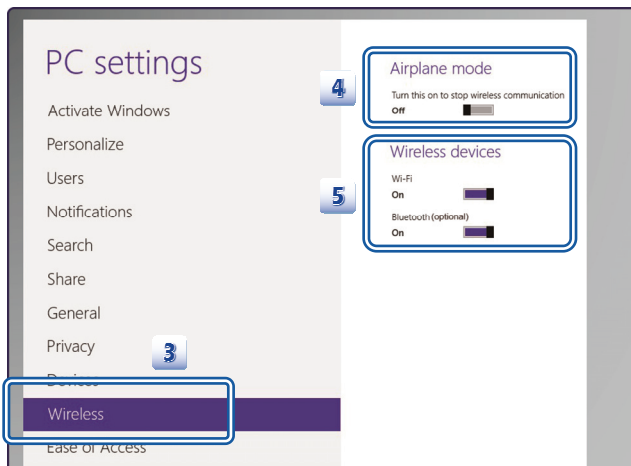 PC settings
Activate Windows
Personalize
Users
Notifications
Search
Share
General
Privacy
3
Devices
Wireless
Ease of Access
4
Airplane mode
Turn this on to stop wireless communication
Off
5
Wireless devices
Wi-Fi
On
Bluetooth (optional)
On